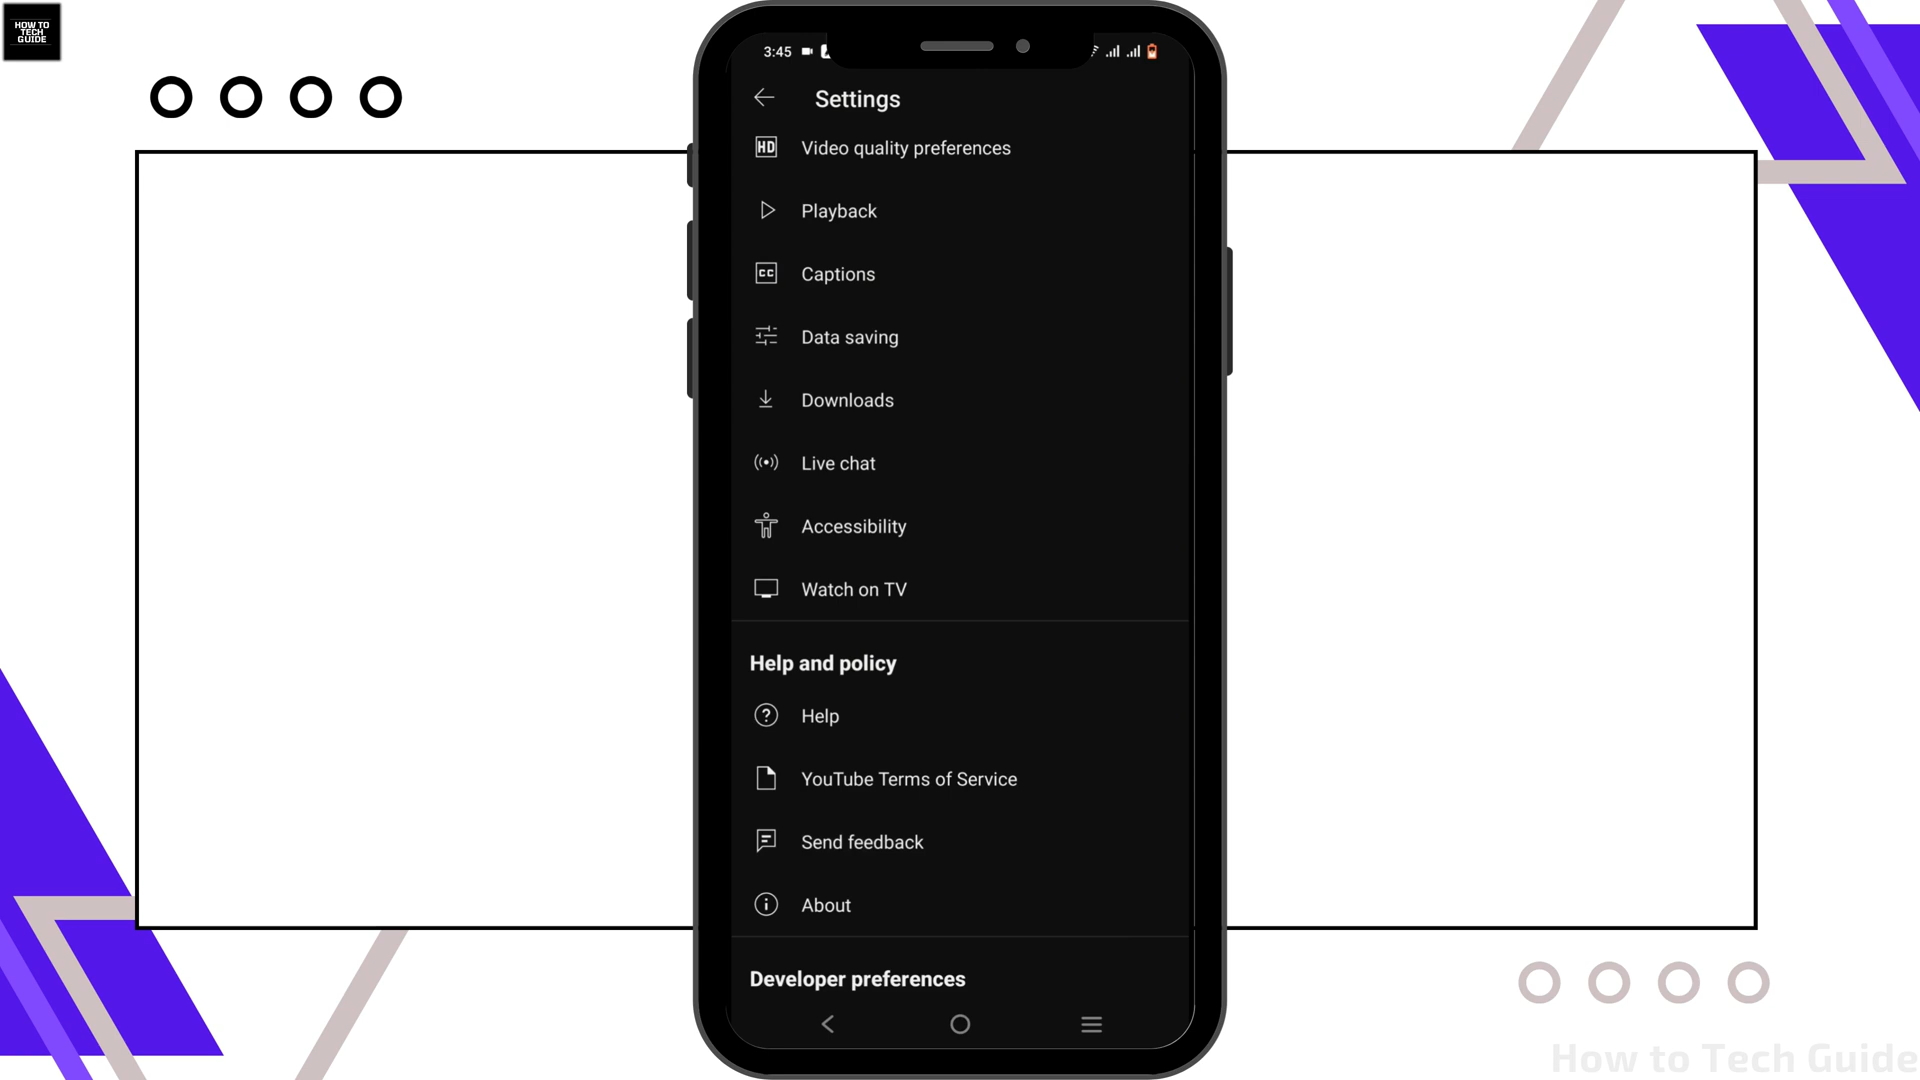 HOW TO
TECH
GUIDE
3:45
Settings
HD
Video quality preferences
Playback
CC
Captions
Data saving
Downloads
Live chat
Accessibility
Watch on TV
Help and policy
?
Help
YouTube Terms of Service
Send feedback
i
About
Developer preferences
How to Tech Guide